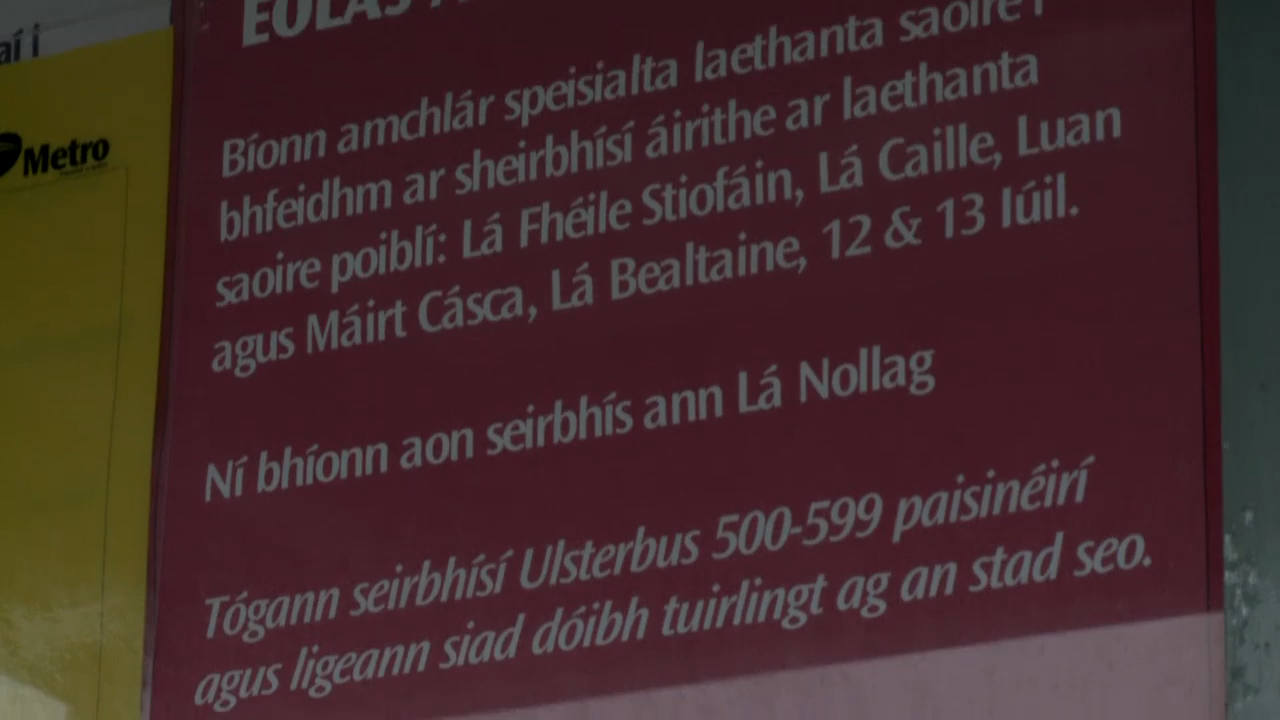 aí i
Metro
EOLAS
Bíonn amchlár speisialta laethanta saoire i
bhfeidhm ar sheirbhísí áirithe ar laethanta
saoire poiblí: Lá Fhéile Stiofáin, Lá Caille, Luan
agus Máirt Cásca, Lá Bealtaine, 12 & 13 Iúil.
Ní bhíonn aon seirbhís ann Lá Nollag
Tógann seirbhísí Ulsterbus 500-599 paisinéirí
agus ligeann siad dóibh tuirlingt ag an stad seo.